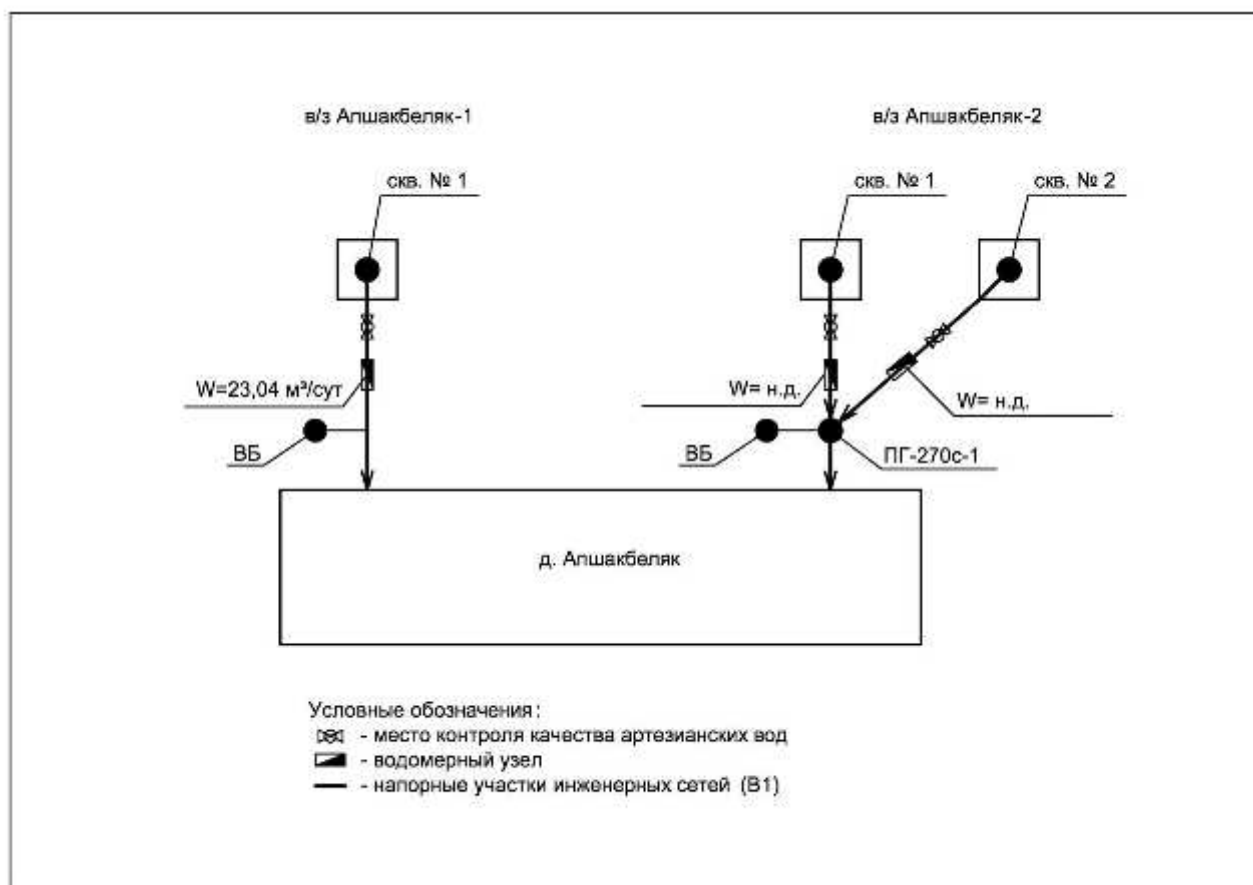 в/з Апшакбеляк-1
в/з Апшакбеляк-2
скв. № 1
скв. № 1
скв. № 2
W=23,04 м³/сут
W= н.д.
W= н.д.
ВБ
ВБ
ПГ-270с-1
д. Апшакбеляк
Условные обозначения:
- место контроля качества артезианских вод
- водомерный узел
- напорные участки инженерных сетей (В1)